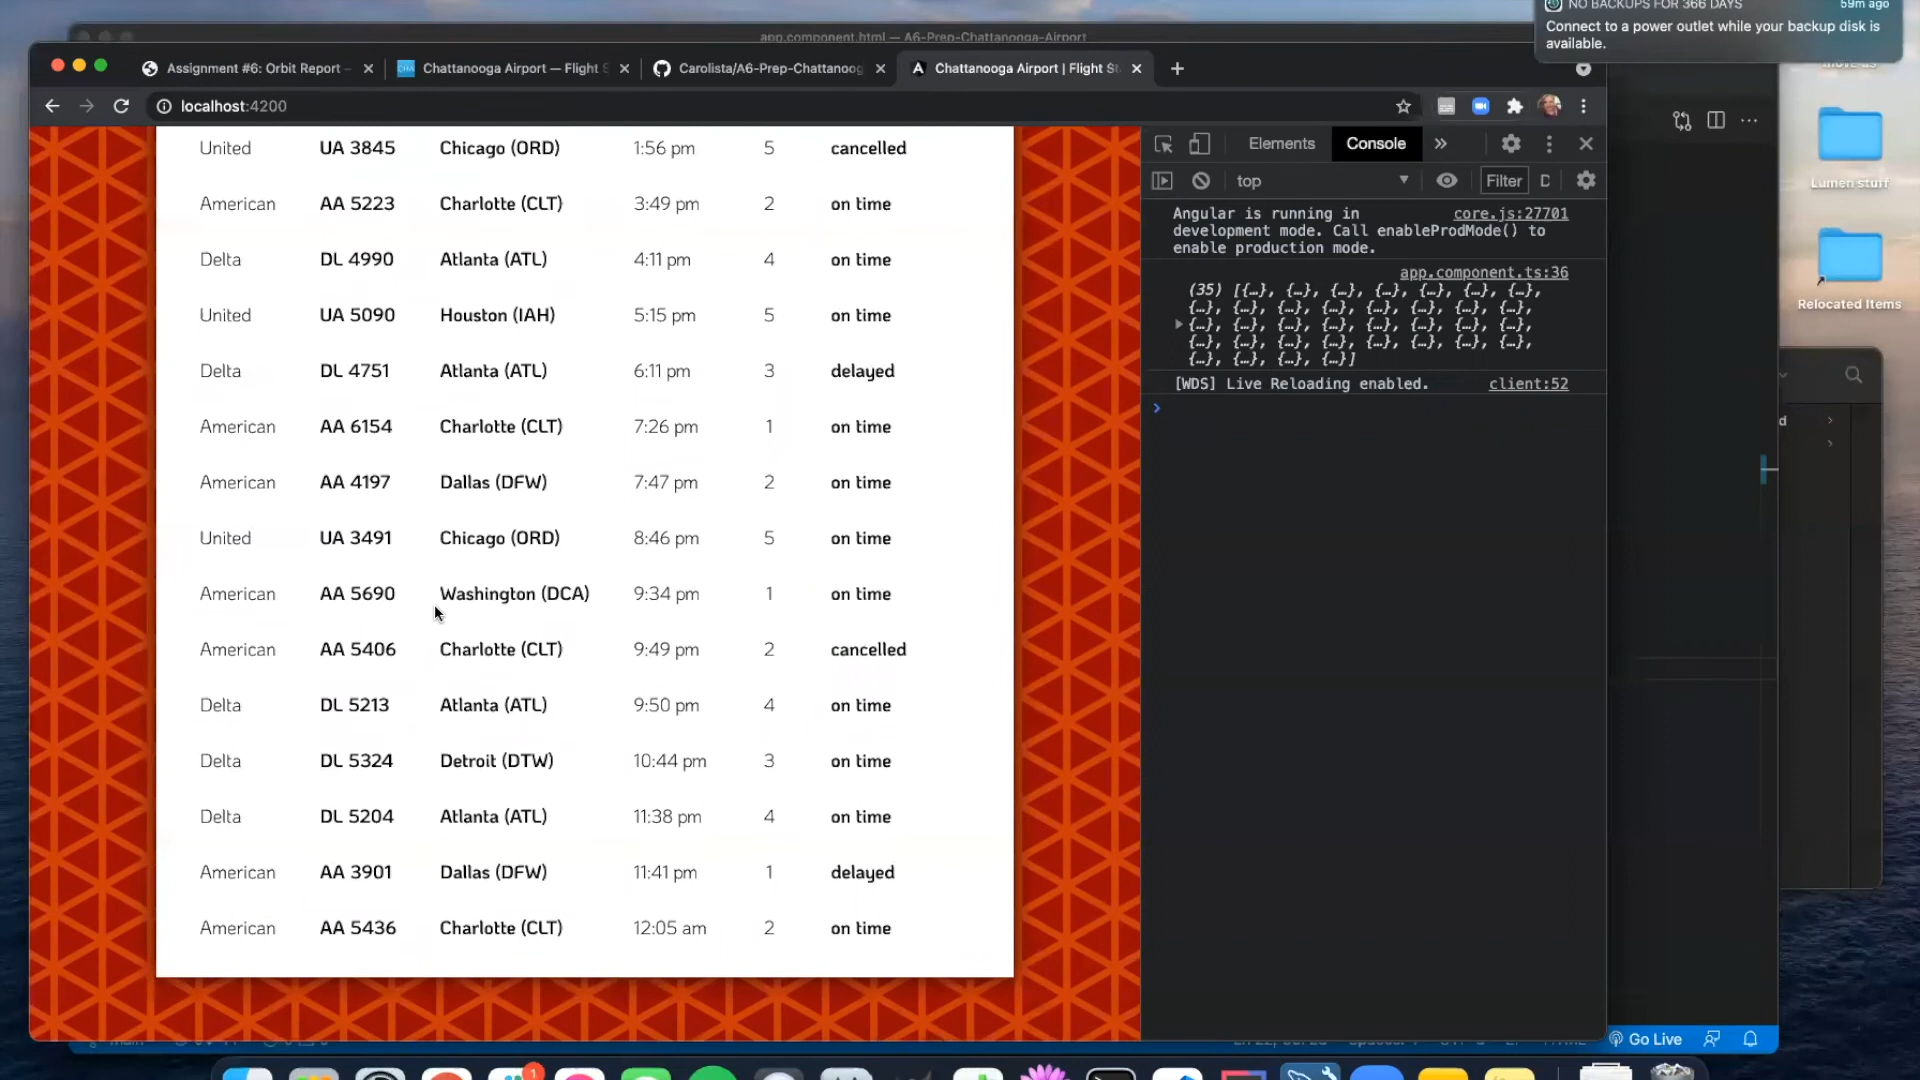 NO BACKUPS FOR 366 DAYS
59m ago
Connect to a power outlet while your backup disk is
available.
app.component.html — A6-Prep-Chattanooga-Airport
Assignment #6: Orbit Report –
Chattanooga Airport — Flight S
Carolista/A6-Prep-Chattanoog
Chattanooga Airport | Flight St
localhost:4200
United UA 3845 Chicago (ORD) 1:56 pm 5 cancelled
American AA 5223 Charlotte (CLT) 3:49 pm 2 on time
Delta DL 4990 Atlanta (ATL) 4:11 pm 4 on time
United UA 5090 Houston (IAH) 5:15 pm 5 on time
Delta DL 4751 Atlanta (ATL) 6:11 pm 3 delayed
American AA 6154 Charlotte (CLT) 7:26 pm 1 on time
American AA 4197 Dallas (DFW) 7:47 pm 2 on time
United UA 3491 Chicago (ORD) 8:46 pm 5 on time
American AA 5690 Washington (DCA) 9:34 pm 1 on time
American AA 5406 Charlotte (CLT) 9:49 pm 2 cancelled
Delta DL 5213 Atlanta (ATL) 9:50 pm 4 on time
Delta DL 5324 Detroit (DTW) 10:44 pm 3 on time
Delta DL 5204 Atlanta (ATL) 11:38 pm 4 on time
American AA 3901 Dallas (DFW) 11:41 pm 1 delayed
American AA 5436 Charlotte (CLT) 12:05 am 2 on time
Elements Console »
top Filter D
Angular is running in core.js:27701
development mode. Call enableProdMode() to
enable production mode.
app.component.ts:36
(35) [{…}, {…}, {…}, {…}, {…}, {…}, {…},
{…}, {…}, {…}, {…}, {…}, {…}, {…}, {…},
{…}, {…}, {…}, {…}, {…}, {…}, {…}, {…},
{…}, {…}, {…}, {…}, {…}, {…}, {…}, {…},
{…}, {…}, {…}, {…}]
[WDS] Live Reloading enabled. client:52
Lumen stuff
Relocated Items
d
Go Live
1